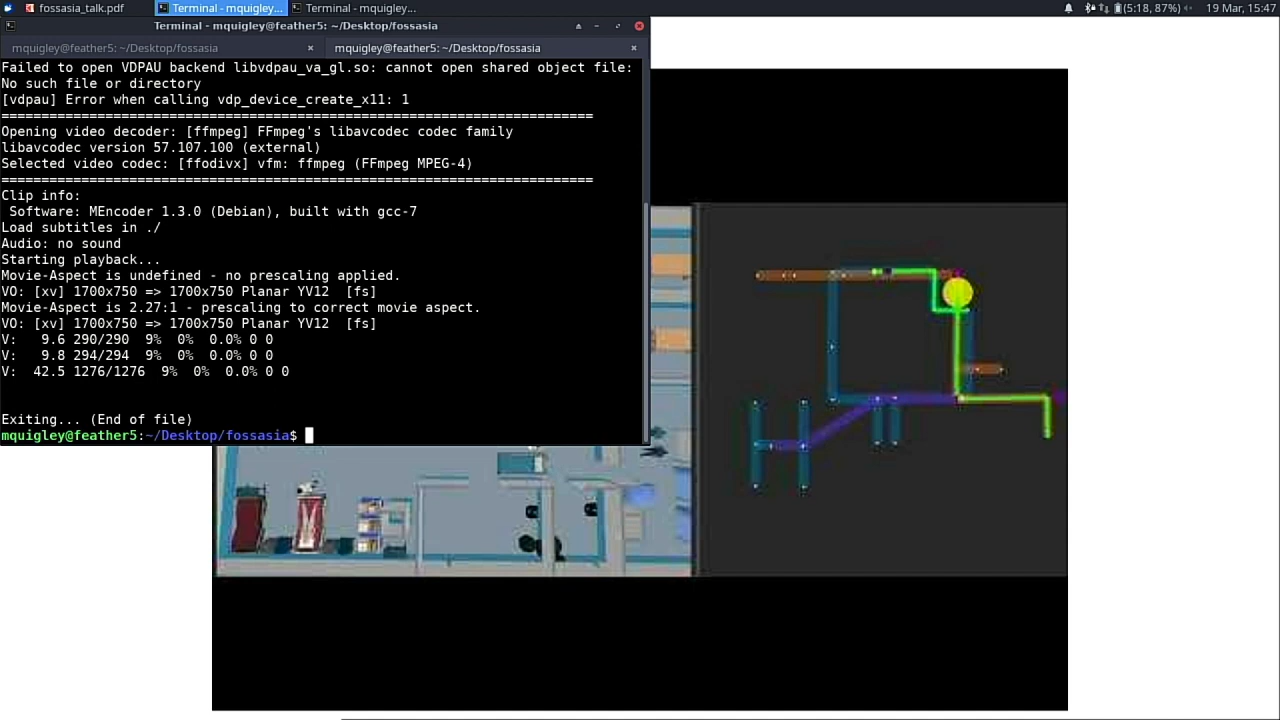 fossasia_talk.pdf
Terminal - mquigley...
Terminal - mquigley...
(5:18, 87%)
19 Mar, 15:47
Terminal - mquigley@feather5: ~/Desktop/fossasia
mquigley@feather5: ~/Desktop/fossasia
mquigley@feather5: ~/Desktop/fossasia
Failed to open VDPAU backend libvdpau_va_gl.so: cannot open shared object file:
No such file or directory
[vdpau] Error when calling vdp_device_create_x11: 1
==========================================================================
Opening video decoder: [ffmpeg] FFmpeg's libavcodec codec family
libavcodec version 57.107.100 (external)
Selected video codec: [ffodivx] vfm: ffmpeg (FFmpeg MPEG-4)
==========================================================================
Clip info:
 Software: MEncoder 1.3.0 (Debian), built with gcc-7
Load subtitles in ./
Audio: no sound
Starting playback...
Movie-Aspect is undefined - no prescaling applied.
VO: [xv] 1700x750 => 1700x750 Planar YV12  [fs]
Movie-Aspect is 2.27:1 - prescaling to correct movie aspect.
VO: [xv] 1700x750 => 1700x750 Planar YV12  [fs]
V:   9.6 290/290  9%  0%  0.0% 0 0
V:   9.8 294/294  9%  0%  0.0% 0 0
V:  42.5 1276/1276  9%  0%  0.0% 0 0
Exiting... (End of file)
mquigley@feather5:~/Desktop/fossasia$